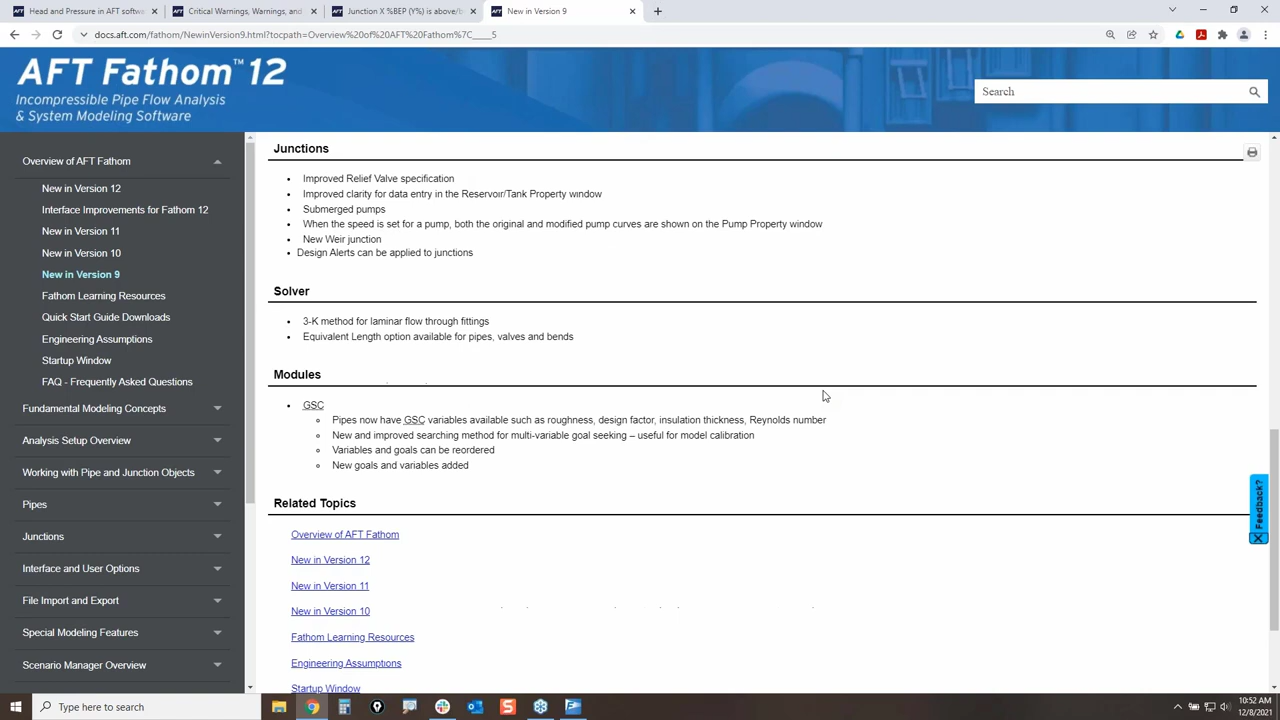 Head and Pressure in AFT softw
Critical Warnings, Warnings, and
Junction X %BEP (Y%) is above/b
New in Version 9
docs.aft.com/fathom/NewinVersion9.html?tocpath=Overview%20of%20AFT%20Fathom%7C____5
AFT Fathom™ 12
Incompressible Pipe Flow Analysis
& System Modeling Software
Search
Overview of AFT Fathom
New in Version 12
Interface Improvements for Fathom 12
New in Version 11
New in Version 10
New in Version 9
Fathom Learning Resources
Quick Start Guide Downloads
Engineering Assumptions
Startup Window
FAQ - Frequently Asked Questions
Fundamental Modeling Concepts
Analysis Setup Overview
Working with Pipe and Junction Objects
Pipes
Junctions
Interface and User Options
File Import and Export
Special Modeling Features
Scenario Manager Overview
Junctions
• Improved Relief Valve specification
• Improved clarity for data entry in the Reservoir/Tank Property window
• Submerged pumps
• When the speed is set for a pump, both the original and modified pump curves are shown on the Pump Property window
• New Weir junction
• Design Alerts can be applied to junctions
Solver
• 3-K method for laminar flow through fittings
• Equivalent Length option available for pipes, valves and bends
Modules
• GSC
○ Pipes now have GSC variables available such as roughness, design factor, insulation thickness, Reynolds number
○ New and improved searching method for multi-variable goal seeking – useful for model calibration
○ Variables and goals can be reordered
○ New goals and variables added
Related Topics
Overview of AFT Fathom
New in Version 12
New in Version 11
New in Version 10
Fathom Learning Resources
Engineering Assumptions
Startup Window
Feedback?
Type here to search
10:52 AM
12/8/2021